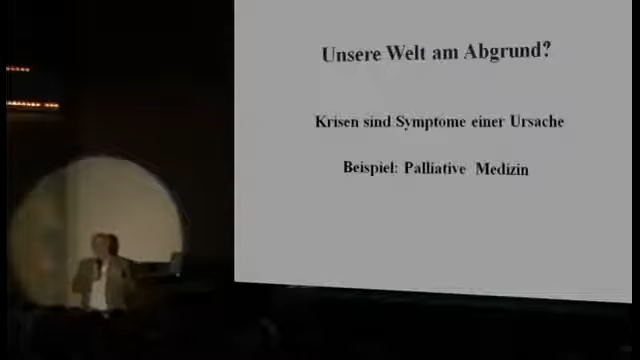 Unsere Welt am Abgrund?
Krisen sind Symptome einer Ursache
Beispiel: Palliative Medizin